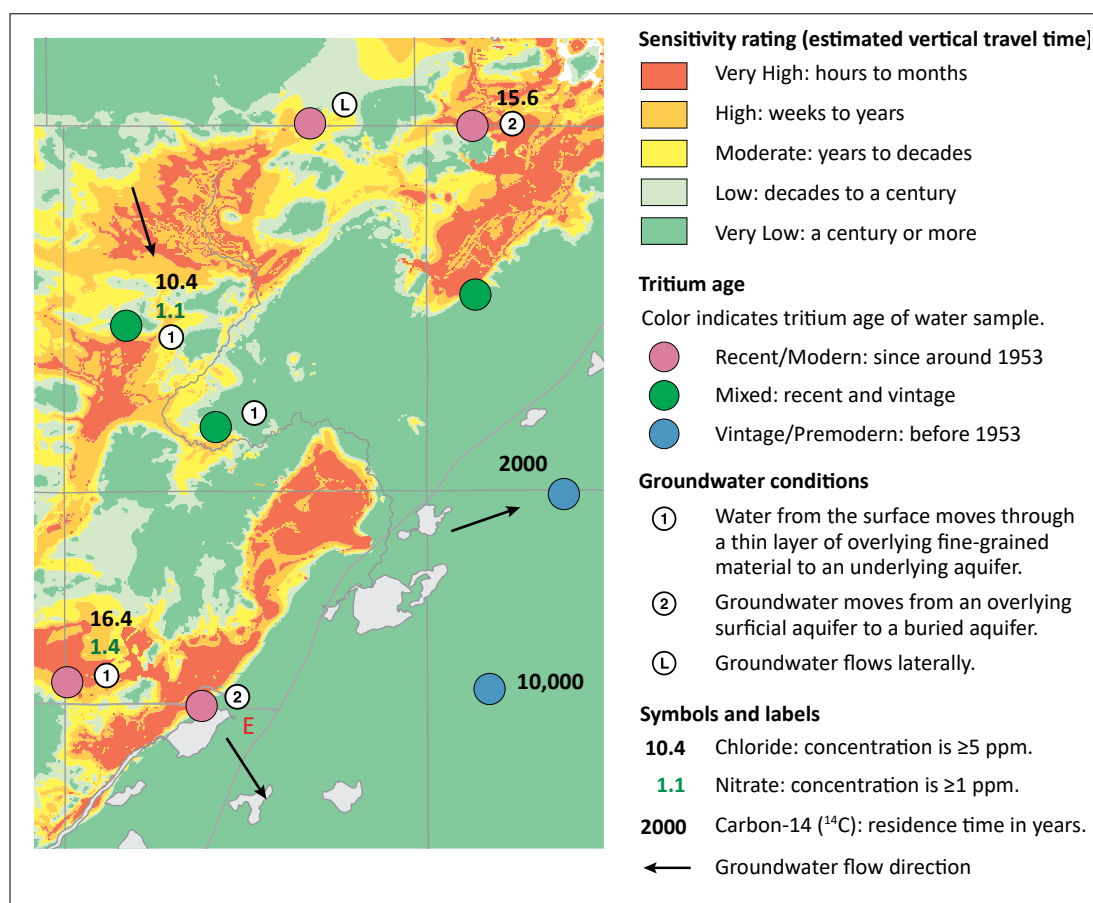 L
15.6
2
10.4
1.1
1
1
2000
16.4
1.4
1
2
E
10,000
Sensitivity rating (estimated vertical travel time)
Very High: hours to months
High: weeks to years
Moderate: years to decades
Low: decades to a century
Very Low: a century or more
Tritium age
Color indicates tritium age of water sample.
Recent/Modern: since around 1953
Mixed: recent and vintage
Vintage/Premodern: before 1953
Groundwater conditions
1 Water from the surface moves through
a thin layer of overlying fine-grained
material to an underlying aquifer.
2 Groundwater moves from an overlying
surficial aquifer to a buried aquifer.
L Groundwater flows laterally.
Symbols and labels
10.4 Chloride: concentration is ≥5 ppm.
1.1 Nitrate: concentration is ≥1 ppm.
2000 Carbon-14 (¹⁴C): residence time in years.
Groundwater flow direction